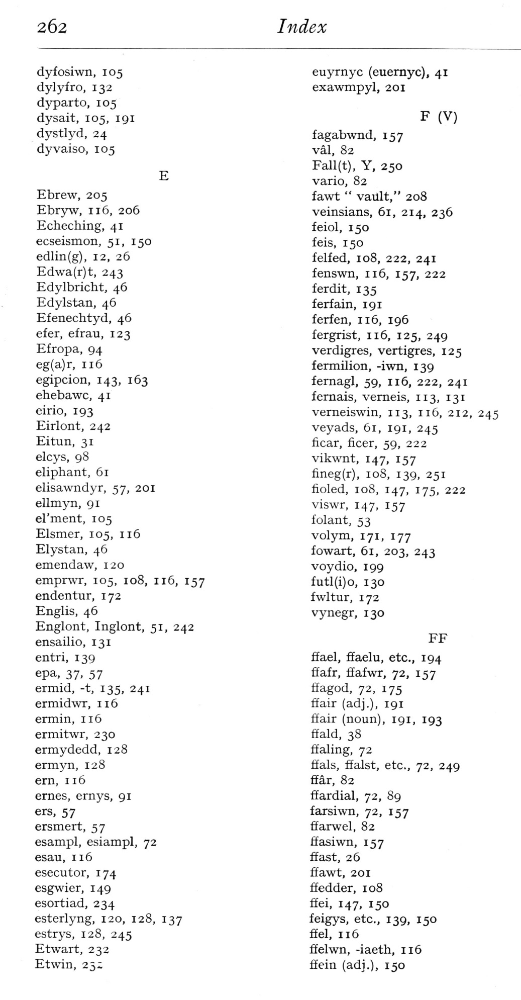 262
Index
dyfosiwn, 105
dylyfro, 132
dyparto, 105
dysait, 105, 191
dystlyd, 24
dyvaiso, 105
E
Ebrew, 205
Ebryw, 116, 206
Echeching, 41
ecseismon, 51, 150
edlin(g), 12, 26
Edwa(r)t, 243
Edylbricht, 46
Edylstan, 46
Efenechtyd, 46
efer, efrau, 123
Efropa, 94
eg(a)r, 116
egipcion, 143, 163
ehebawc, 41
eirio, 193
Eirlont, 242
Eitun, 31
elcys, 98
eliphant, 61
elisawndyr, 57, 201
ellmyn, 91
el'ment, 105
Elsmer, 105, 116
Elystan, 46
emendaw, 120
emprwr, 105, 108, 116, 157
endentur, 172
Englis, 46
Englont, Inglont, 51, 242
ensailio, 131
entri, 139
epa, 37, 57
ermid, -t, 135, 241
ermidwr, 116
ermin, 116
ermitwr, 230
ermydedd, 128
ermyn, 128
ern, 116
ernes, ernys, 91
ers, 57
ersmert, 57
esampl, esiampl, 72
esau, 116
esecutor, 174
esgwier, 149
esortiad, 234
esterlyng, 120, 128, 137
estrys, 128, 245
Etwart, 232
Etwin, 232
euyrnyc (euernyc), 41
exawmpyl, 201
F (V)
fagabwnd, 157
vâl, 82
Fall(t), Y, 250
vario, 82
fawt " vault," 208
veinsians, 61, 214, 236
feiol, 150
feis, 150
felfed, 108, 222, 241
fenswn, 116, 157, 222
ferdit, 135
ferfain, 191
ferfen, 116, 196
fergrist, 116, 125, 249
verdigres, vertigres, 125
fermilion, -iwn, 139
fernagl, 59, 116, 222, 241
fernais, verneis, 113, 131
verneiswin, 113, 116, 212, 245
veyads, 61, 191, 245
ficar, ficer, 59, 222
vikwnt, 147, 157
fineg(r), 108, 139, 251
fioled, 108, 147, 175, 222
viswr, 147, 157
folant, 53
volym, 171, 177
fowart, 61, 203, 243
voydio, 199
futl(i)o, 130
fwltur, 172
vynegr, 130
FF
ffael, ffaelu, etc., 194
ffafr, ffafwr, 72, 157
ffagod, 72, 175
ffair (adj.), 191
ffair (noun), 191, 193
ffald, 38
ffaling, 72
ffals, ffalst, etc., 72, 249
ffâr, 82
ffardial, 72, 89
farsiwn, 72, 157
ffarwel, 82
ffasiwn, 157
ffast, 26
ffawt, 201
ffedder, 108
ffei, 147, 150
feigys, etc., 139, 150
ffel, 116
ffelwn, -iaeth, 116
ffein (adj.), 150